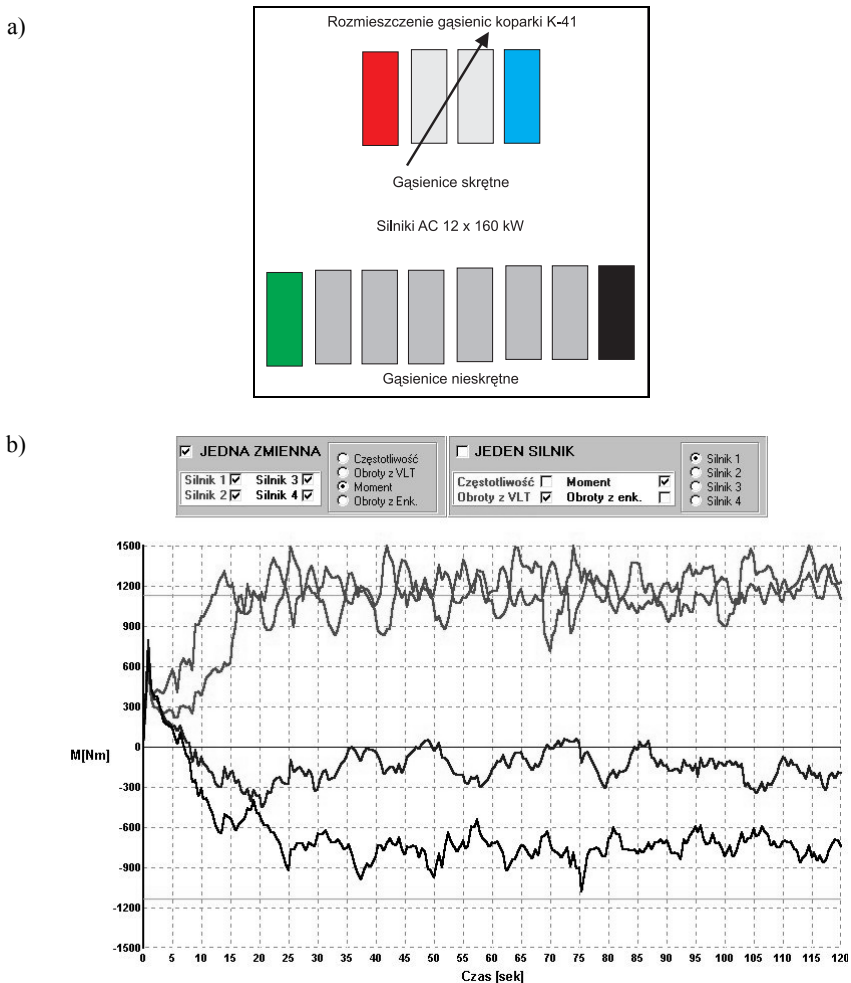 a)
Rozmieszczenie gąsienic koparki K-41
Gąsienice skrętne
Silniki AC 12 x 160 kW
Gąsienice nieskrętne
b)
JEDNA ZMIENNA
Silnik 1 Silnik 3
Silnik 2 Silnik 4
Częstotliwość
Obroty z VLT
Moment
Obroty z Enk.
JEDEN SILNIK
Częstotliwość Moment
Obroty z VLT Obroty z enk.
Silnik 1
Silnik 2
Silnik 3
Silnik 4
1500
1200
900
600
300
0
M[Nm]
-300
-600
-900
-1200
-1500
0 5 10 15 20 25 30 35 40 45 50 55 60 65 70 75 80 85 90 95 100 105 110 115 120
Czas [sek]